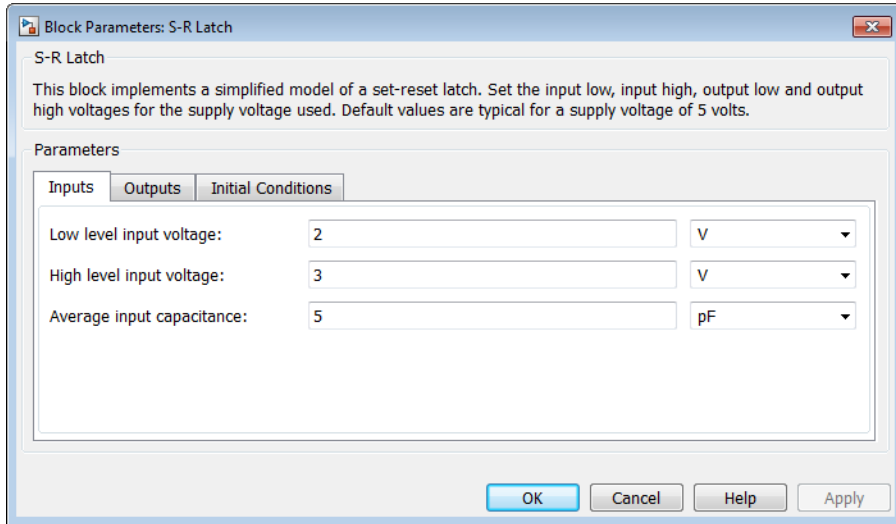 Block Parameters: S-R Latch
S-R Latch
This block implements a simplified model of a set-reset latch. Set the input low, input high, output low and output
high voltages for the supply voltage used. Default values are typical for a supply voltage of 5 volts.
Parameters
Inputs Outputs Initial Conditions
Low level input voltage: 2 V
High level input voltage: 3 V
Average input capacitance: 5 pF
OK Cancel Help Apply